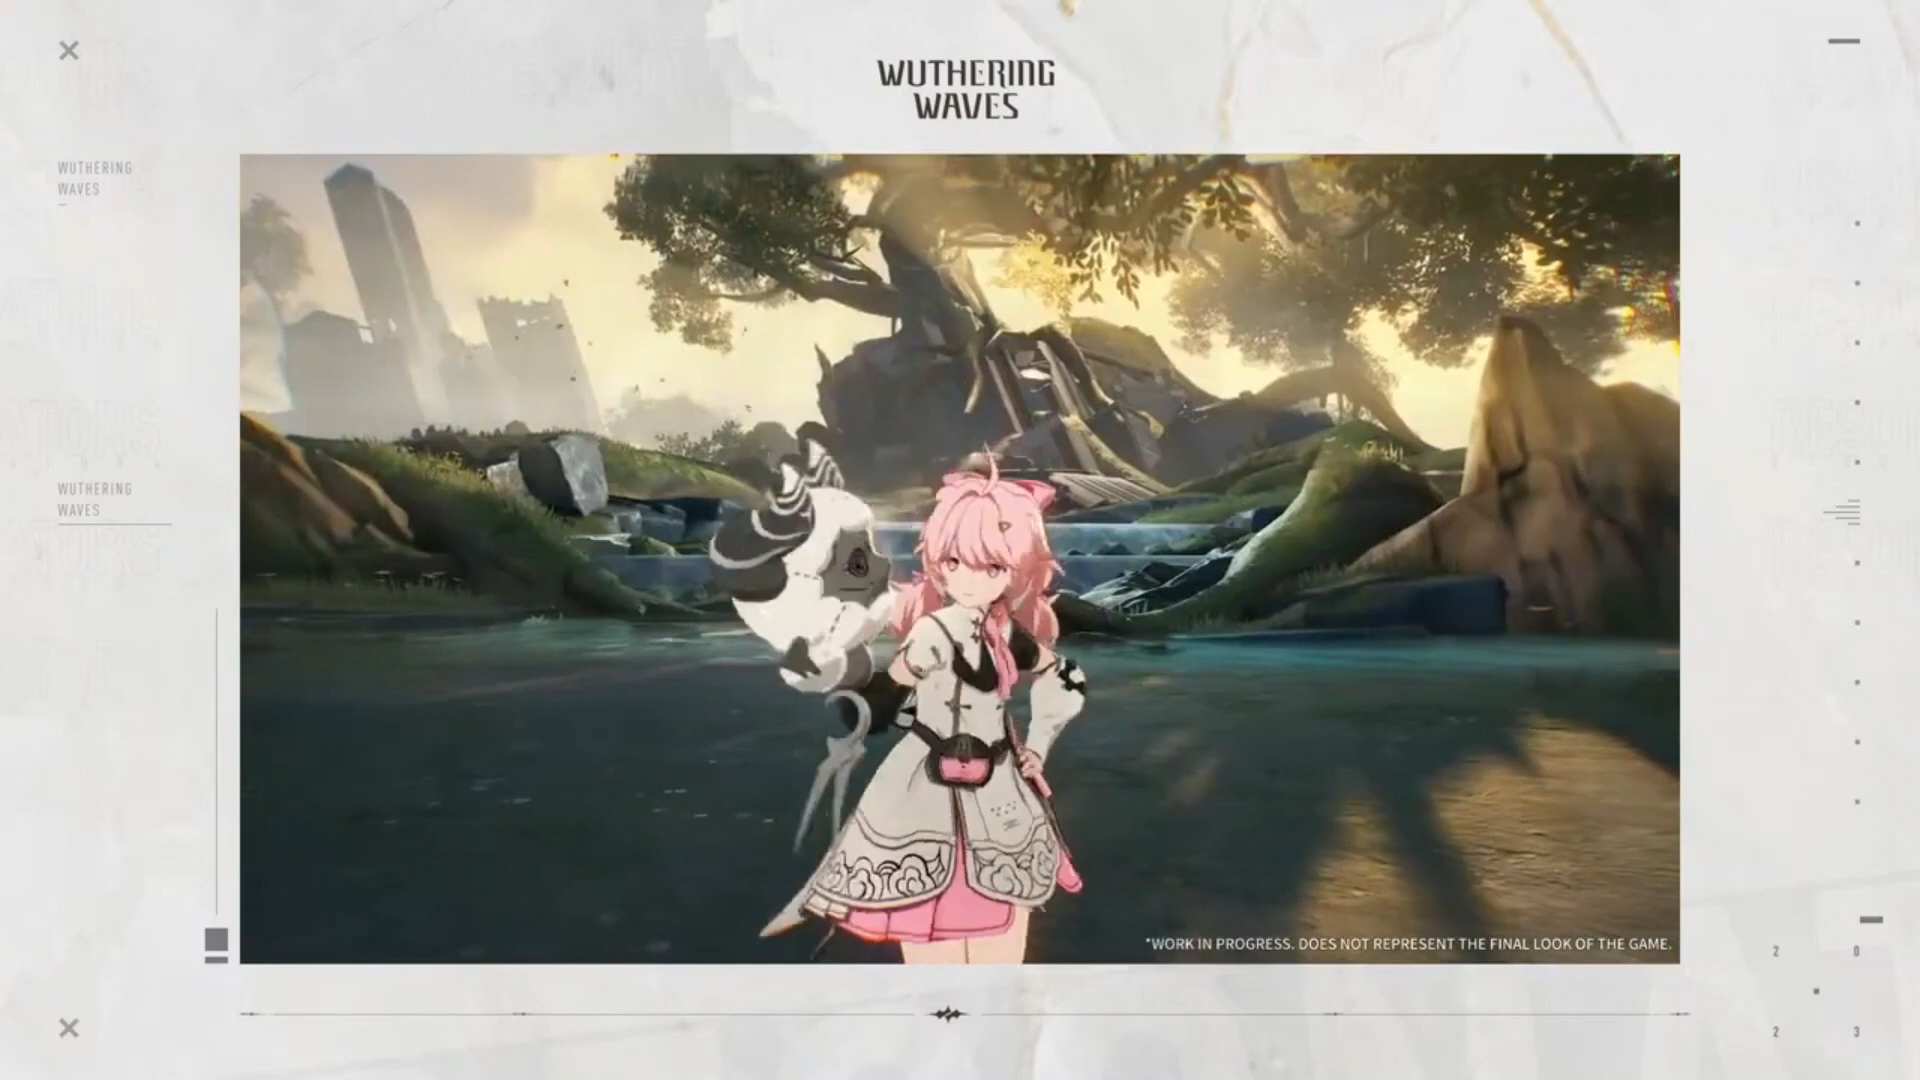 WUTHERING
WAVES
WUTHERING
WAVES
WUTHERING
WAVES
*WORK IN PROGRESS. DOES NOT REPRESENT THE FINAL LOOK OF THE GAME.
2 0
2 3